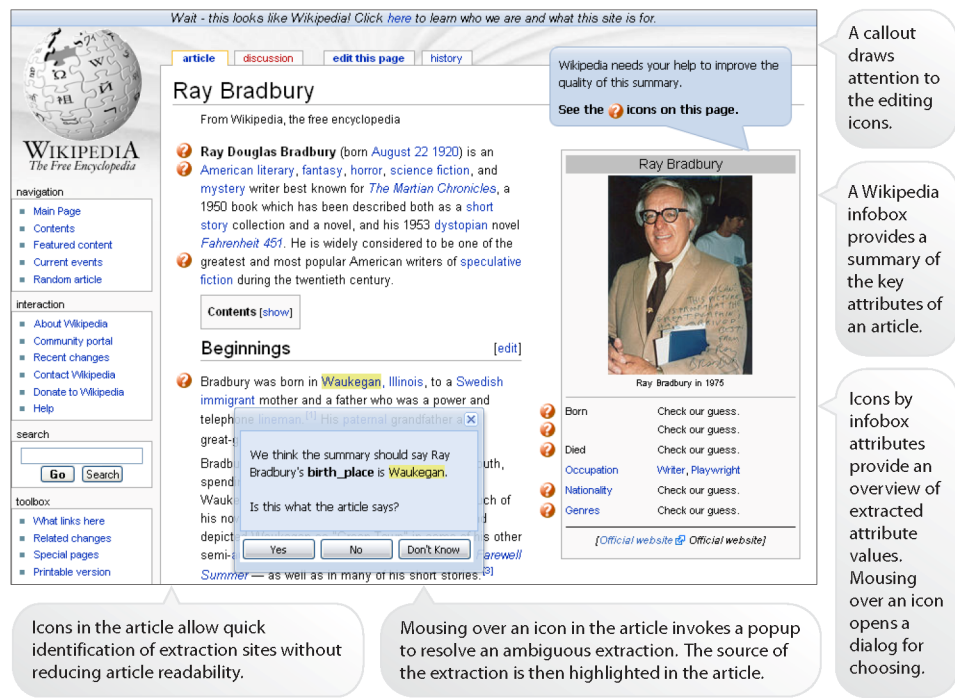 Wait - this looks like Wikipedia! Click here to learn who we are and what this site is for.
WIKIPEDIA
The Free Encyclopedia
navigation
Main Page
Contents
Featured content
Current events
Random article
interaction
About Wikipedia
Community portal
Recent changes
Contact Wikipedia
Donate to Wikipedia
Help
search
Go Search
toolbox
What links here
Related changes
Special pages
Printable version
article discussion edit this page history
Ray Bradbury
From Wikipedia, the free encyclopedia
Ray Douglas Bradbury (born August 22 1920) is an
American literary, fantasy, horror, science fiction, and
mystery writer best known for The Martian Chronicles, a
1950 book which has been described both as a short
story collection and a novel, and his 1953 dystopian novel
Fahrenheit 451. He is widely considered to be one of the
greatest and most popular American writers of speculative
fiction during the twentieth century.
Contents [show]
Beginnings [edit]
Bradbury was born in Waukegan, Illinois, to a Swedish
immigrant mother and a father who was a power and
telephone lineman.[1] His paternal grandfather a
great-
Bradb uth,
spend
Wauke ch of
his no d
depict s other
semi-a Farewell
Summer — as well as in many of his short stories.[3]
We think the summary should say Ray
Bradbury's birth_place is Waukegan.
Is this what the article says?
Yes No Don't Know
Wikipedia needs your help to improve the
quality of this summary.
See the ? icons on this page.
Ray Bradbury
Ray Bradbury in 1975
Born Check our guess.
Check our guess.
Died Check our guess.
Occupation Writer, Playwright
Nationality Check our guess.
Genres Check our guess.
[Official website Official website]
A callout
draws
attention to
the editing
icons.
A Wikipedia
infobox
provides a
summary of
the key
attributes of
an article.
Icons by
infobox
attributes
provide an
overview of
extracted
attribute
values.
Mousing
over an icon
opens a
dialog for
choosing.
Icons in the article allow quick
identification of extraction sites without
reducing article readability.
Mousing over an icon in the article invokes a popup
to resolve an ambiguous extraction. The source of
the extraction is then highlighted in the article.